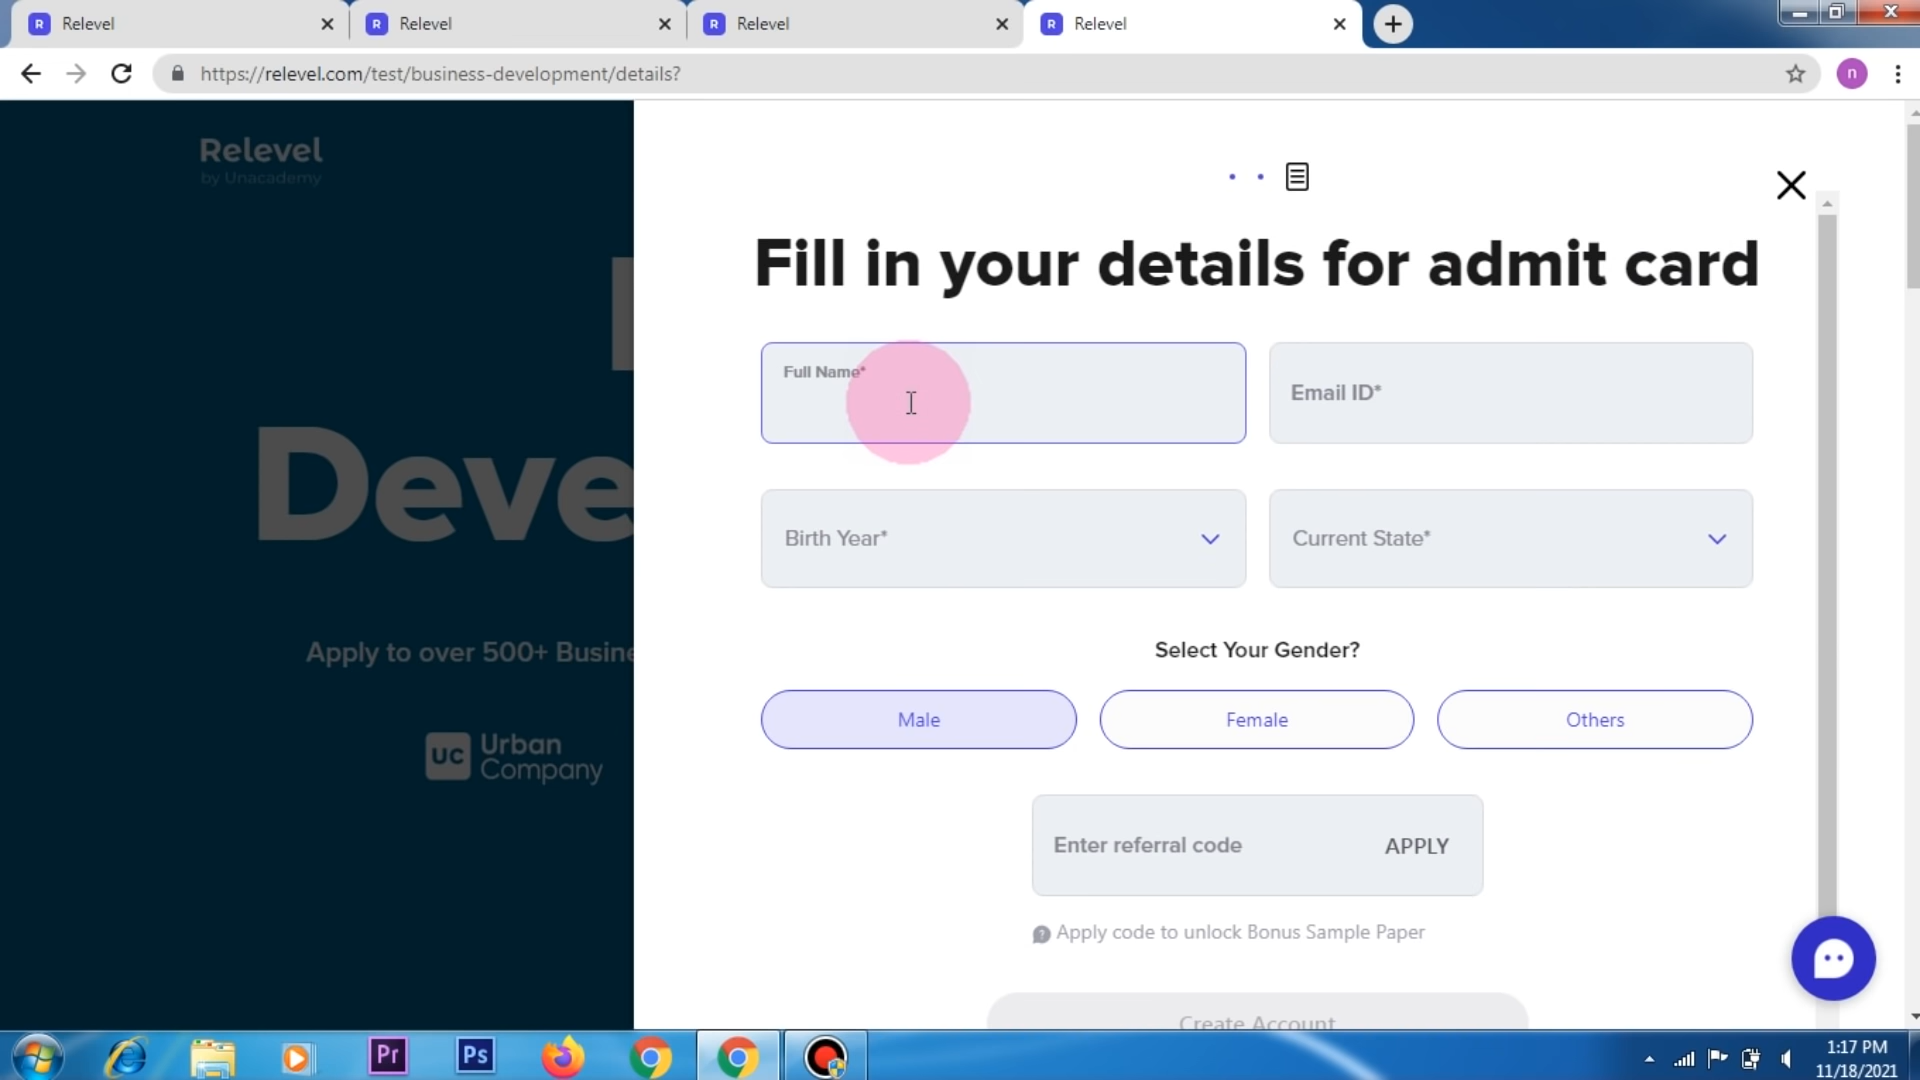 Relevel
Relevel
Relevel
Relevel
https://relevel.com/test/business-development/details?
n
Relevel
by Unacademy
Fill in your details for admit card
Full Name*
Email ID*
Deve
Birth Year*
Current State*
Apply to over 500+ Busine
Select Your Gender?
Male
Female
Others
UC Urban
Company
Enter referral code
APPLY
Apply code to unlock Bonus Sample Paper
Create Account
Pr
Ps
1:17 PM
11/18/2021